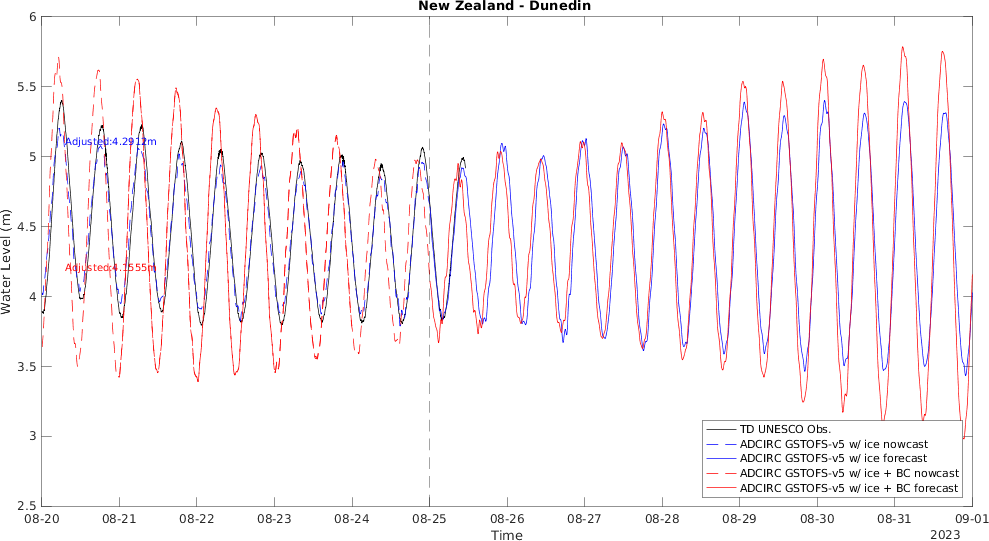 New Zealand - Dunedin
6
5.5
5
4.5
4
3.5
3
2.5
Water Level (m)
Adjusted:4.2912m
Adjusted:4.1555m
TD UNESCO Obs.
ADCIRC GSTOFS-v5 w/ ice nowcast
ADCIRC GSTOFS-v5 w/ ice forecast
ADCIRC GSTOFS-v5 w/ ice + BC nowcast
ADCIRC GSTOFS-v5 w/ ice + BC forecast
08-20 08-21 08-22 08-23 08-24 08-25 08-26 08-27 08-28 08-29 08-30 08-31 09-01
Time
2023